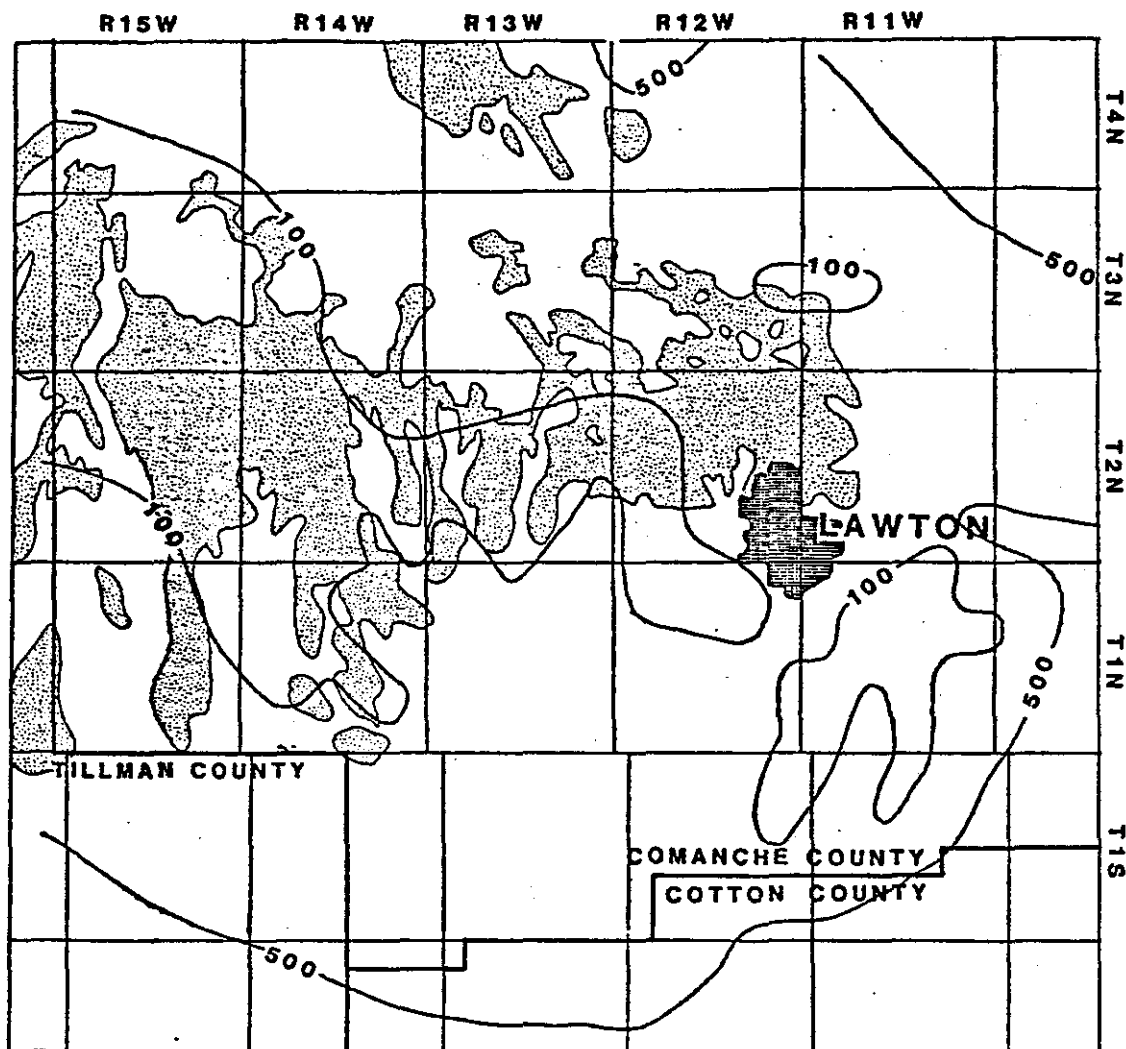 R15W R14W R13W R12W R11W
500
T4N
100
T3N
100
500
T2N
100
LAWTON
100
T1N
500
TILLMAN COUNTY
T1S
COMANCHE COUNTY
COTTON COUNTY
500